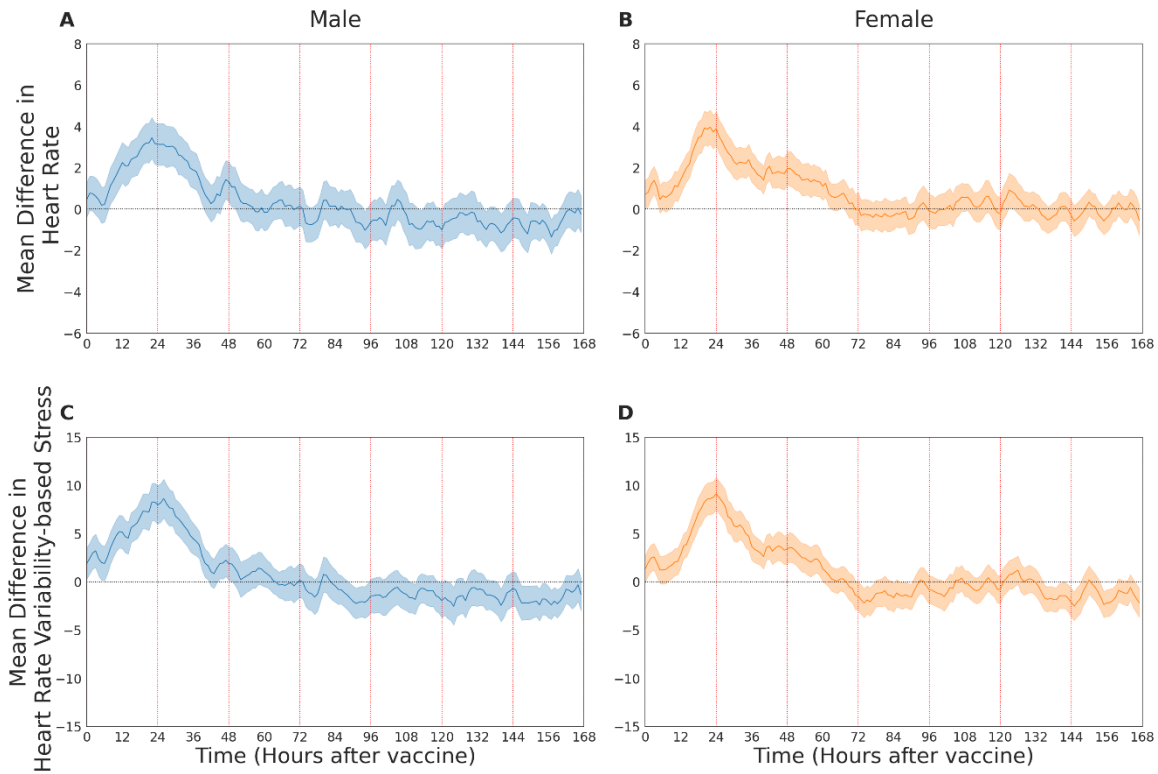 A Male
B Female
Mean Difference in
Heart Rate
8
6
4
2
0
−2
−4
−6
0 12 24 36 48 60 72 84 96 108 120 132 144 156 168
8
6
4
2
0
−2
−4
−6
0 12 24 36 48 60 72 84 96 108 120 132 144 156 168
C
D
Mean Difference in
Heart Rate Variability-based Stress
15
10
5
0
−5
−10
−15
0 12 24 36 48 60 72 84 96 108 120 132 144 156 168
Time (Hours after vaccine)
15
10
5
0
−5
−10
−15
0 12 24 36 48 60 72 84 96 108 120 132 144 156 168
Time (Hours after vaccine)